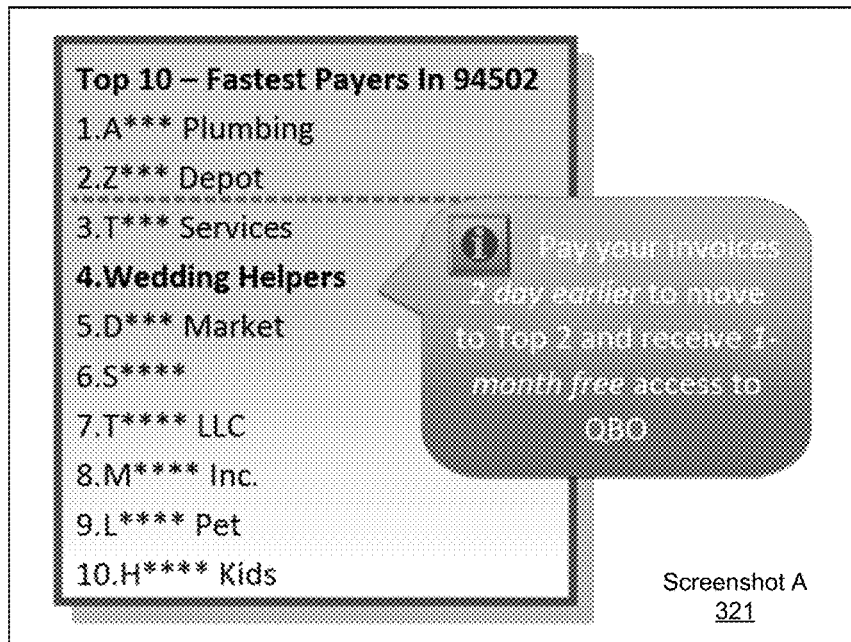 Top 10 – Fastest Payers In 94502
1.A*** Plumbing
2.Z*** Depot
3.T*** Services
4.Wedding Helpers
5.D*** Market
6.S****
7.T**** LLC
8.M**** Inc.
9.L**** Pet
10.H**** Kids
Pay your invoices
2 day earlier to move
to Top 2 and receive 1-
month free access to
QBO
Screenshot A
321